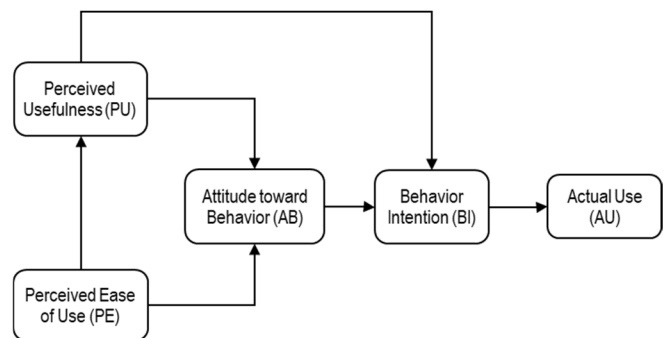 Perceived
Usefulness (PU)
Attitude toward
Behavior (AB)
Behavior
Intention (BI)
Actual Use
(AU)
Perceived Ease
of Use (PE)